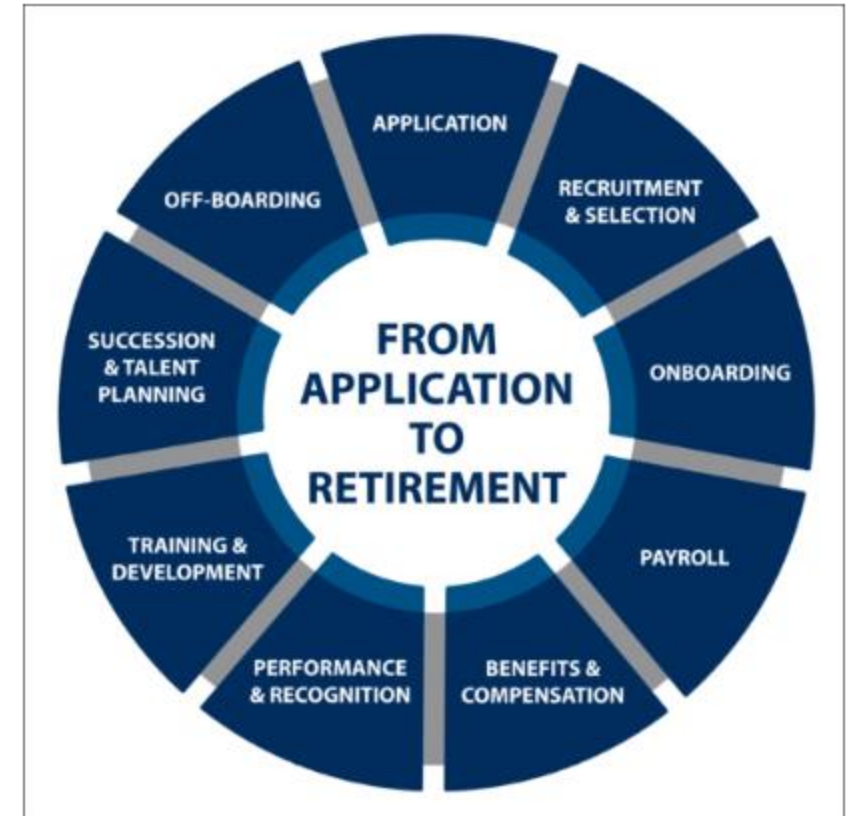 APPLICATION
RECRUITMENT
& SELECTION
ONBOARDING
PAYROLL
BENEFITS &
COMPENSATION
PERFORMANCE
& RECOGNITION
TRAINING &
DEVELOPMENT
SUCCESSION
& TALENT
PLANNING
OFF-BOARDING
FROM
APPLICATION
TO
RETIREMENT